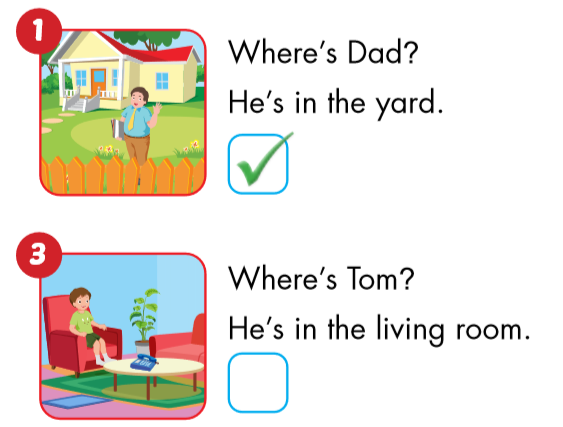 1
Where's Dad?
He's in the yard.
3
Where's Tom?
He's in the living room.